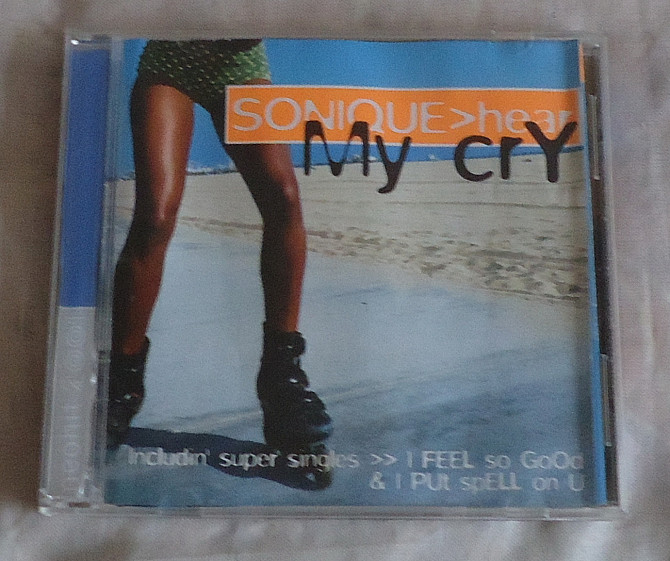 SONIQUE>hear
My crY
Includin' super singles >> I FEEL so GoOd
& I PUt spELL on U